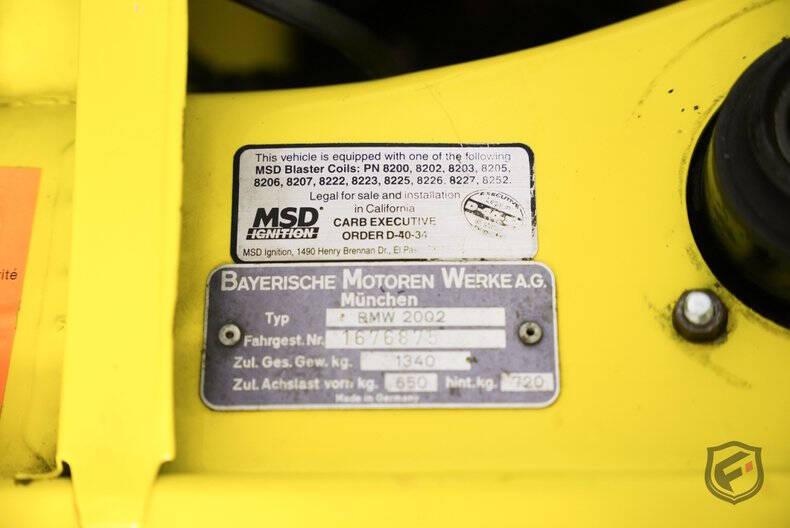 This vehicle is equipped with one of the following
MSD Blaster Coils: PN 8200, 8202, 8203, 8205,
8206, 8207, 8222, 8223, 8225, 8226, 8227, 8252.
Legal for sale and installation
in California
MSD IGNITION
CARB EXECUTIVE
ORDER D-40-34
EXECUTIVE
MSD Ignition, 1490 Henry Brennan Dr., El
BAYERISCHE MOTOREN WERKE A.G.
München
Typ BMW 2002
Fahrgest. Nr. 1676875
Zul. Ges. Gew. kg. 1340
Zul. Achslast vorn kg. 650 hint. kg. 720
Made in Germany
rité